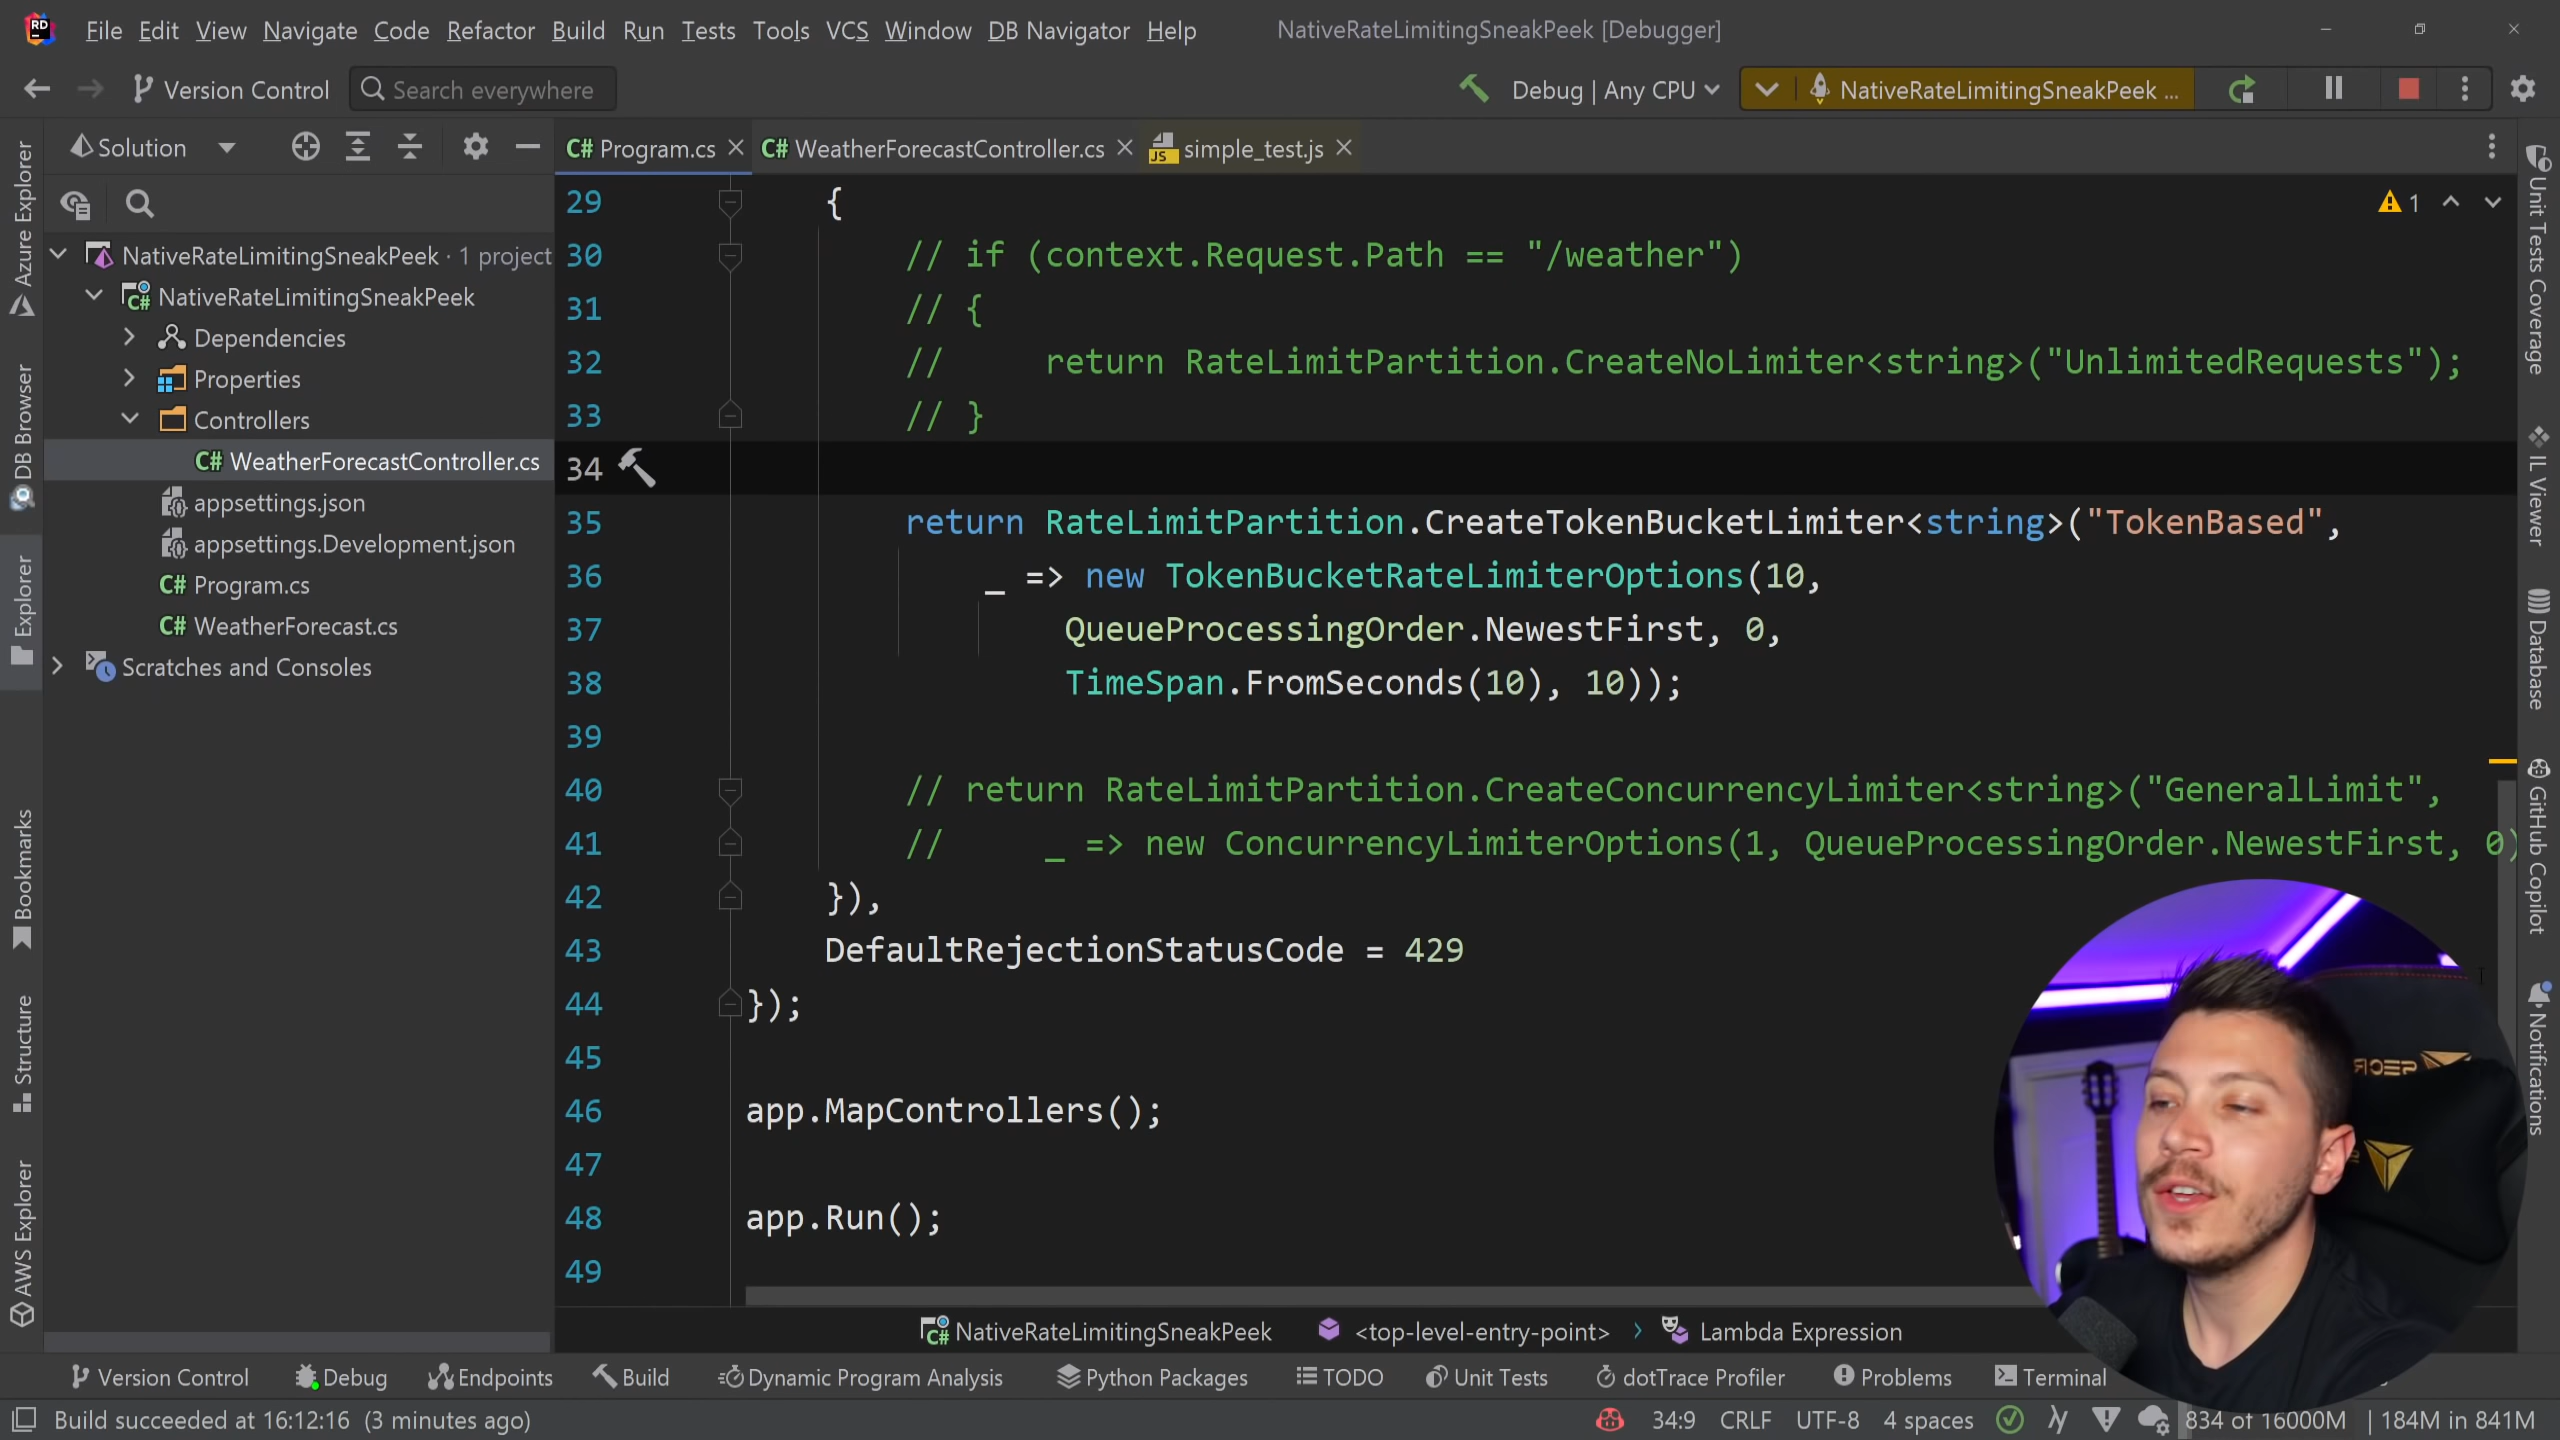 RD
File Edit View Navigate Code Refactor Build Run Tests Tools VCS Window DB Navigator Help
NativeRateLimitingSneakPeek [Debugger]
Version Control
Search everywhere
Debug | Any CPU
NativeRateLimitingSneakPeek ...
Solution
C# Program.cs
C# WeatherForecastController.cs
JS simple_test.js
NativeRateLimitingSneakPeek · 1 project
C# NativeRateLimitingSneakPeek
Dependencies
Properties
Controllers
C# WeatherForecastController.cs
appsettings.json
appsettings.Development.json
C# Program.cs
C# WeatherForecast.cs
Scratches and Consoles
Azure Explorer
DB Browser
Explorer
Bookmarks
Structure
AWS Explorer
1
29 {
30 // if (context.Request.Path == "/weather")
31 // {
32 //     return RateLimitPartition.CreateNoLimiter<string>("UnlimitedRequests");
33 // }
34
35 return RateLimitPartition.CreateTokenBucketLimiter<string>("TokenBased",
36 _ => new TokenBucketRateLimiterOptions(10,
37 QueueProcessingOrder.NewestFirst, 0,
38 TimeSpan.FromSeconds(10), 10));
39
40 // return RateLimitPartition.CreateConcurrencyLimiter<string>("GeneralLimit",
41 //     _ => new ConcurrencyLimiterOptions(1, QueueProcessingOrder.NewestFirst, 0)
42 }),
43 DefaultRejectionStatusCode = 429
44 });
45
46 app.MapControllers();
47
48 app.Run();
49
Unit Tests Coverage
IL Viewer
Database
GitHub Copilot
Notifications
C# NativeRateLimitingSneakPeek
<top-level-entry-point>
Lambda Expression
Version Control
Debug
Endpoints
Build
Dynamic Program Analysis
Python Packages
TODO
Unit Tests
dotTrace Profiler
Problems
Terminal
Build succeeded at 16:12:16 (3 minutes ago)
34:9
CRLF
UTF-8
4 spaces
834 of 16000M
184M in 841M